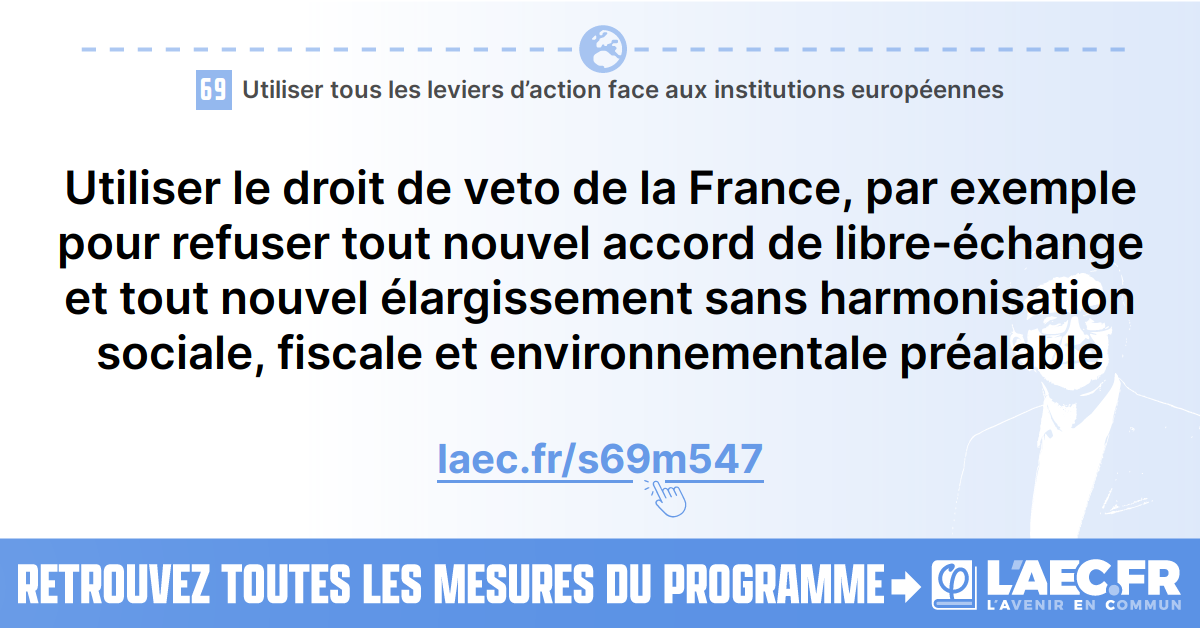 69 Utiliser tous les leviers d’action face aux institutions européennes
Utiliser le droit de veto de la France, par exemple
pour refuser tout nouvel accord de libre-échange
et tout nouvel élargissement sans harmonisation
sociale, fiscale et environnementale préalable
laec.fr/s69m547
RETROUVEZ TOUTES LES MESURES DU PROGRAMME
φ
L'AEC.FR
L'AVENIR EN COMMUN